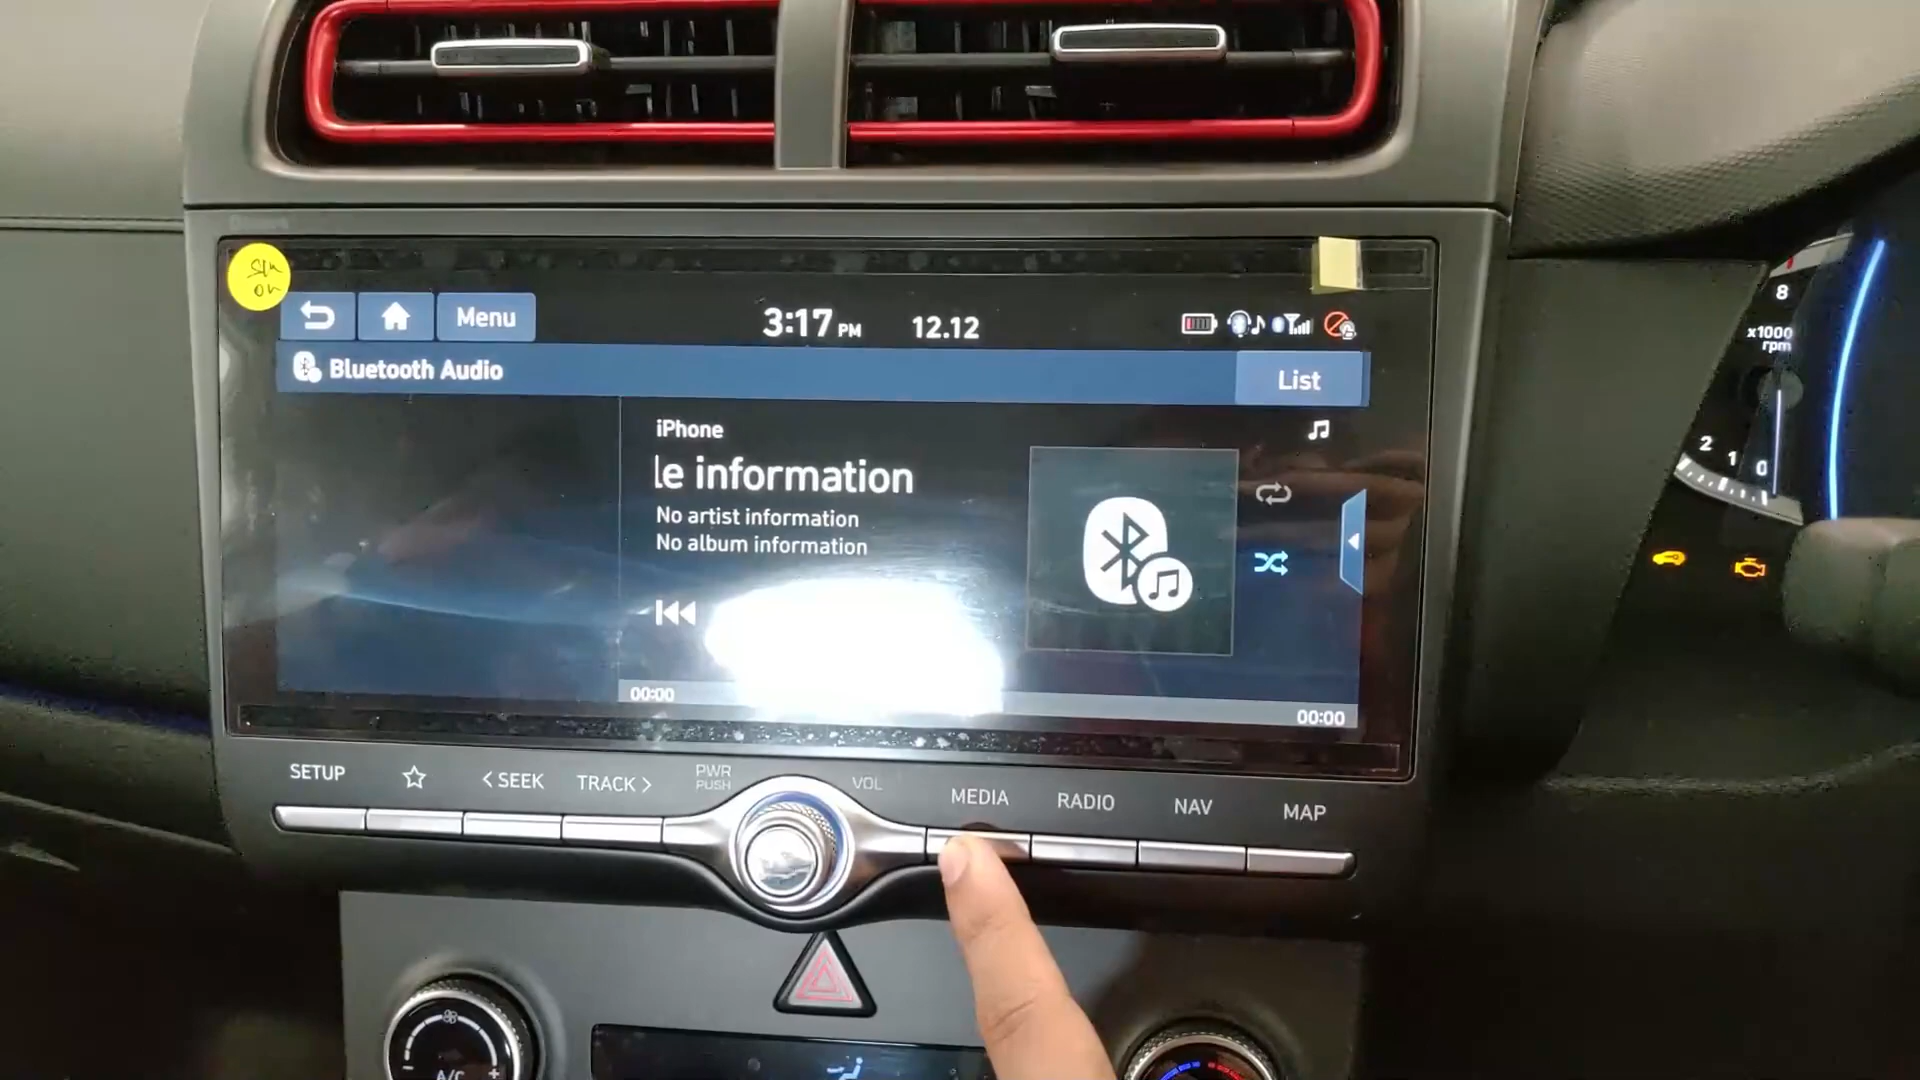 Sim
on
Menu
3:17 PM
12.12
Bluetooth Audio
List
iPhone
le information
No artist information
No album information
00:00
00:00
SETUP
< SEEK
TRACK >
PWR
PUSH
VOL
MEDIA
RADIO
NAV
MAP
A/C
8
x1000
rpm
2
1
0